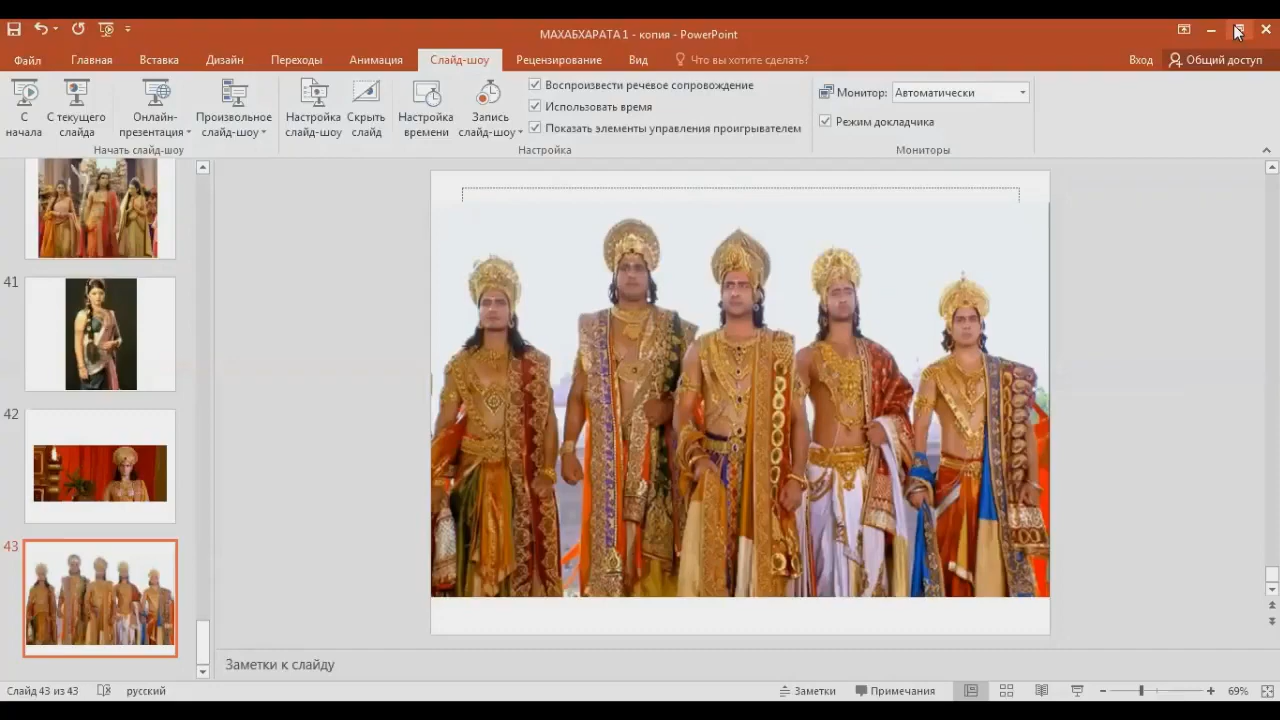 МАХАБХАРАТА 1 - копия - PowerPoint
Файл Главная Вставка Дизайн Переходы Анимация Слайд-шоу Рецензирование Вид Что вы хотите сделать? Вход Общий доступ
С начала
С текущего слайда
Онлайн-презентация
Произвольное слайд-шоу
Начать слайд-шоу
Настройка слайд-шоу
Скрыть слайд
Настройка времени
Запись слайд-шоу
Воспроизвести речевое сопровождение
Использовать время
Показать элементы управления проигрывателем
Настройка
Монитор: Автоматически
Режим докладчика
Мониторы
41
42
43
Заметки к слайду
Слайд 43 из 43 русский Заметки Примечания 69%